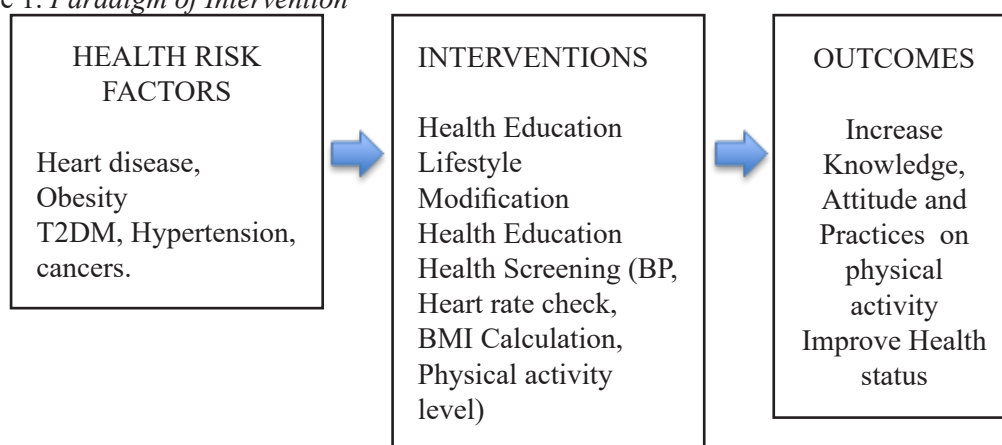 c 1. Paradigm of Intervention
HEALTH RISK
FACTORS
Heart disease,
Obesity
T2DM, Hypertension,
cancers.
INTERVENTIONS
Health Education
Lifestyle
Modification
Health Education
Health Screening (BP,
Heart rate check,
BMI Calculation,
Physical activity
level)
OUTCOMES
Increase
Knowledge,
Attitude and
Practices on
physical
activity
Improve Health
status